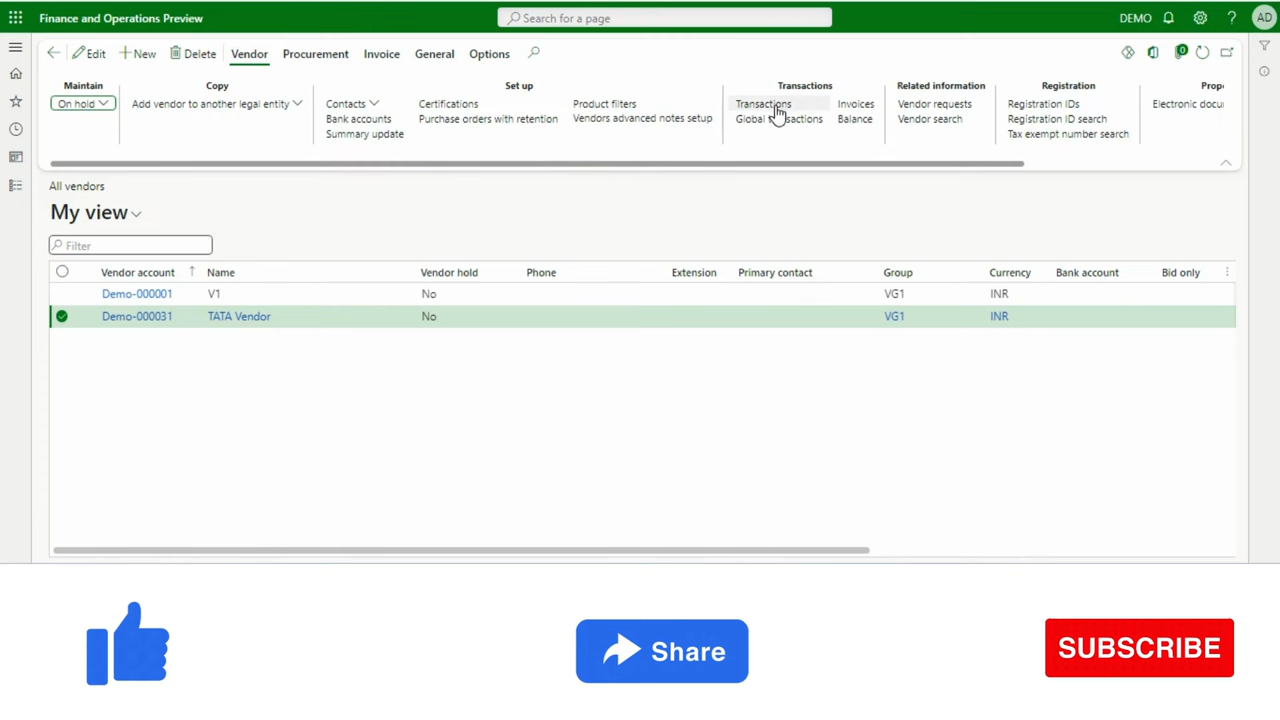 Finance and Operations Preview
Search for a page
DEMO
?
AD
Edit
New
Delete
Vendor
Procurement
Invoice
General
Options
0
Maintain
Copy
Set up
Transactions
Related information
Registration
Prope
On hold
Add vendor to another legal entity
Contacts
Certifications
Product filters
Transactions
Invoices
Vendor requests
Registration IDs
Electronic docur
Bank accounts
Purchase orders with retention
Vendors advanced notes setup
Global transactions
Balance
Vendor search
Registration ID search
Summary update
Tax exempt number search
All vendors
My view
Filter
Vendor account Name Vendor hold Phone Extension Primary contact Group Currency Bank account Bid only
Demo-000001 V1 No VG1 INR
Demo-000031 TATA Vendor No VG1 INR
Share
SUBSCRIBE